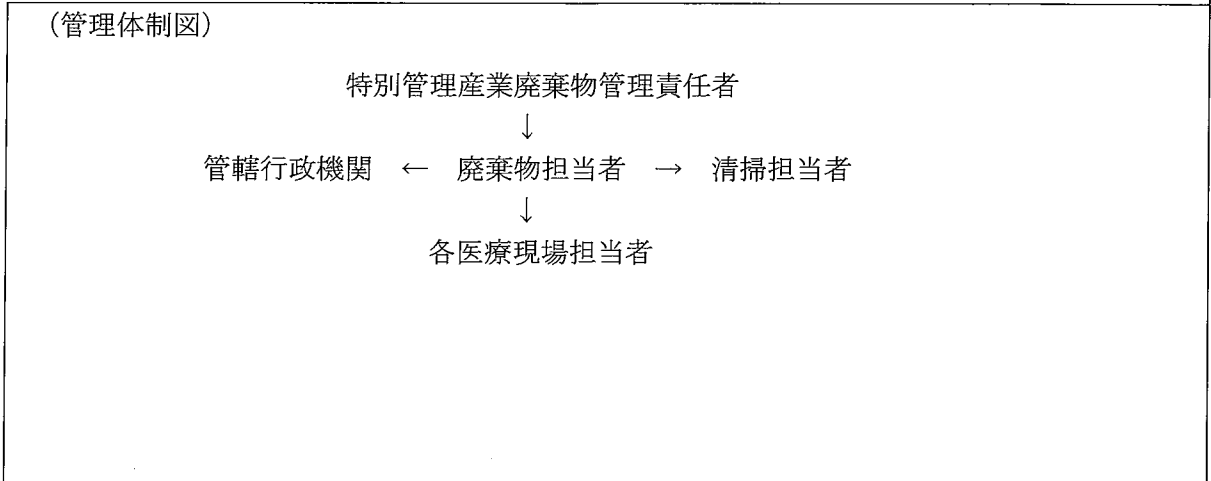 （管理体制図）
特別管理産業廃棄物管理責任者
↓
管轄行政機関 ← 廃棄物担当者 → 清掃担当者
↓
各医療現場担当者